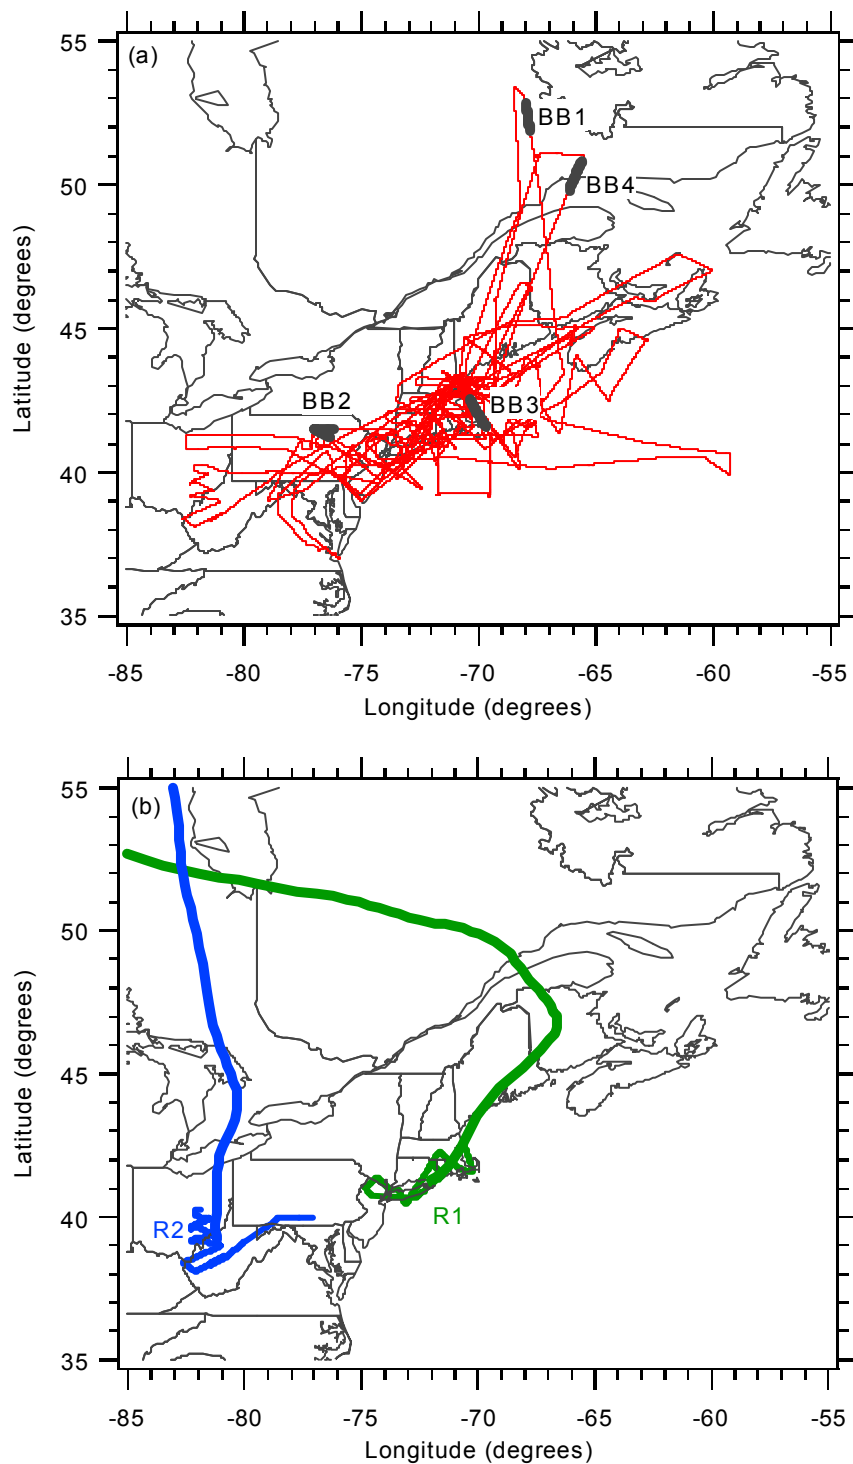 (a)
55
50
45
40
35
Latitude (degrees)
BB1
BB4
BB2
BB3
-85 -80 -75 -70 -65 -60 -55
Longitude (degrees)
(b)
55
50
45
40
35
Latitude (degrees)
R2
R1
-85 -80 -75 -70 -65 -60 -55
Longitude (degrees)